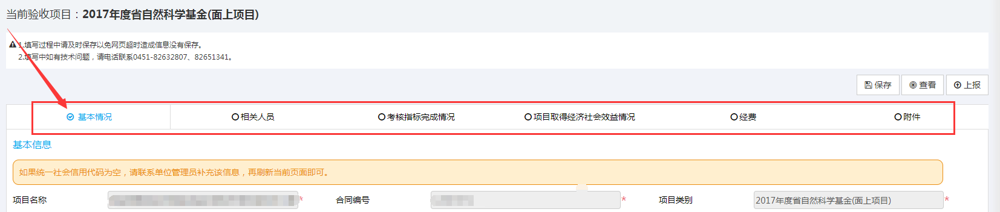 当前验收项目：2017年度省自然科学基金(面上项目)
1.填写过程中请及时保存以免网页超时造成信息没有保存。
2.填写中如有技术问题，请电话联系0451-82632807、82651341。
保存 查看 上报
基本情况 相关人员 考核指标完成情况 项目取得经济社会效益情况 经费 附件
基本信息
如果统一社会信用代码为空，请联系单位管理员补充该信息，再刷新当前页面即可。
项目名称 * 合同编号 * 项目类别 2017年度省自然科学基金(面上项目) *